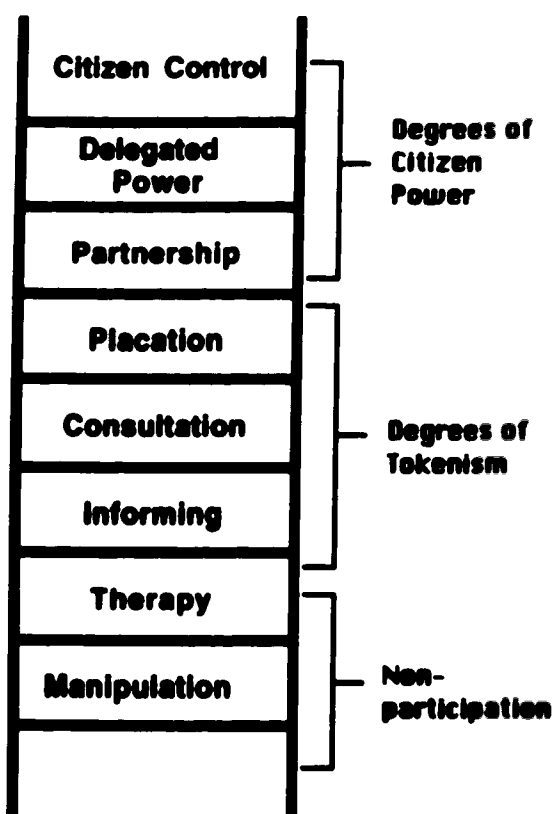 Citizen Control
Delegated
Power
Partnership
Placation
Consultation
Informing
Therapy
Manipulation
Degrees of
Citizen
Power
Degrees of
Tokenism
Non-
participation